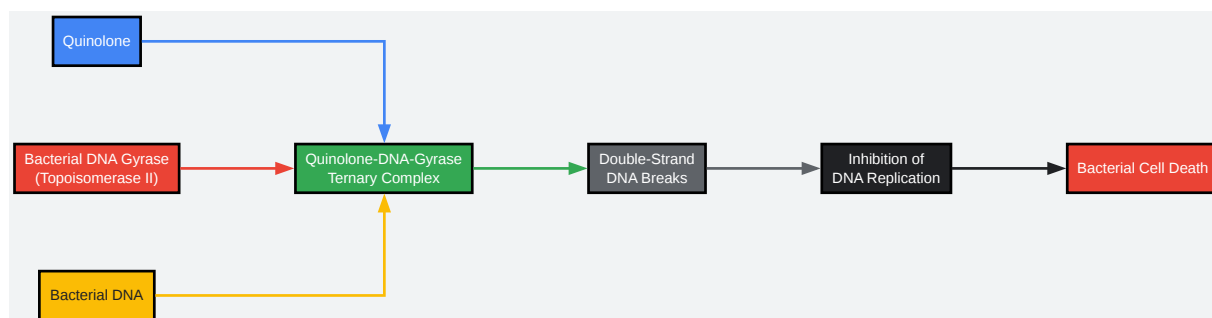 Quinolone
Bacterial DNA Gyrase
(Topoisomerase II)
Quinolone-DNA-Gyrase
Ternary Complex
Double-Strand
DNA Breaks
Inhibition of
DNA Replication
Bacterial Cell Death
Bacterial DNA